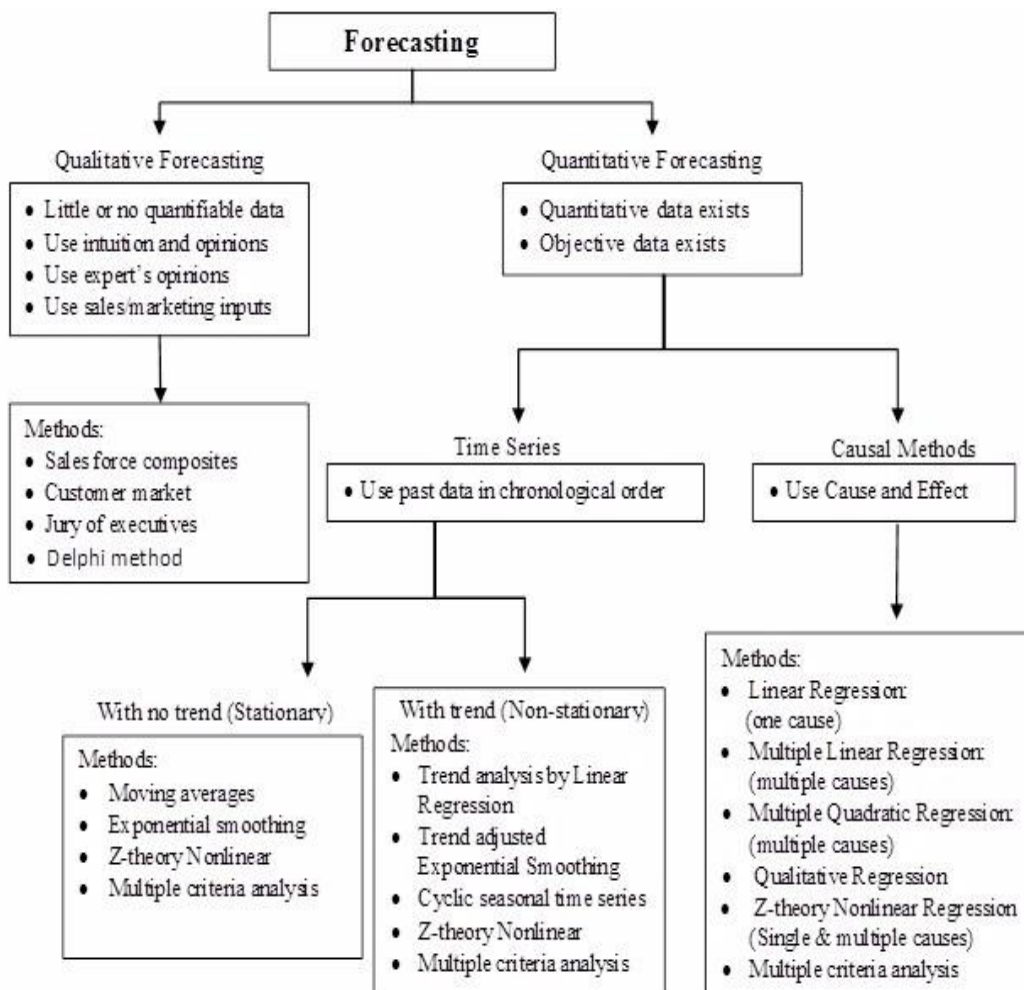 Forecasting
Qualitative Forecasting
• Little or no quantifiable data
• Use intuition and opinions
• Use expert's opinions
• Use sales/marketing inputs
Methods:
• Sales force composites
• Customer market
• Jury of executives
• Delphi method
Quantitative Forecasting
• Quantitative data exists
• Objective data exists
Time Series
• Use past data in chronological order
With no trend (Stationary)
Methods:
• Moving averages
• Exponential smoothing
• Z-theory Nonlinear
• Multiple criteria analysis
With trend (Non-stationary)
Methods:
• Trend analysis by Linear
Regression
• Trend adjusted
Exponential Smoothing
• Cyclic seasonal time series
• Z-theory Nonlinear
• Multiple criteria analysis
Causal Methods
• Use Cause and Effect
Methods:
• Linear Regression:
(one cause)
• Multiple Linear Regression:
(multiple causes)
• Multiple Quadratic Regression:
(multiple causes)
• Qualitative Regression
• Z-theory Nonlinear Regression
(Single & multiple causes)
• Multiple criteria analysis